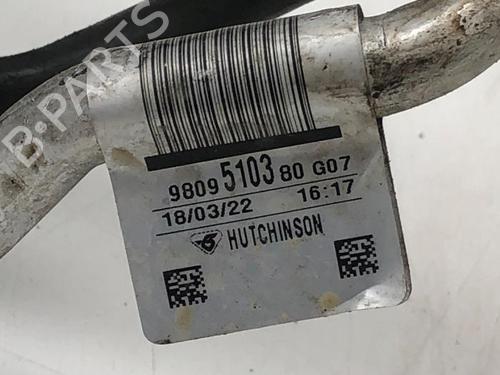 B-PARTS
9809 5103 80 G07
18/03/22 16:17
HUTCHINSON